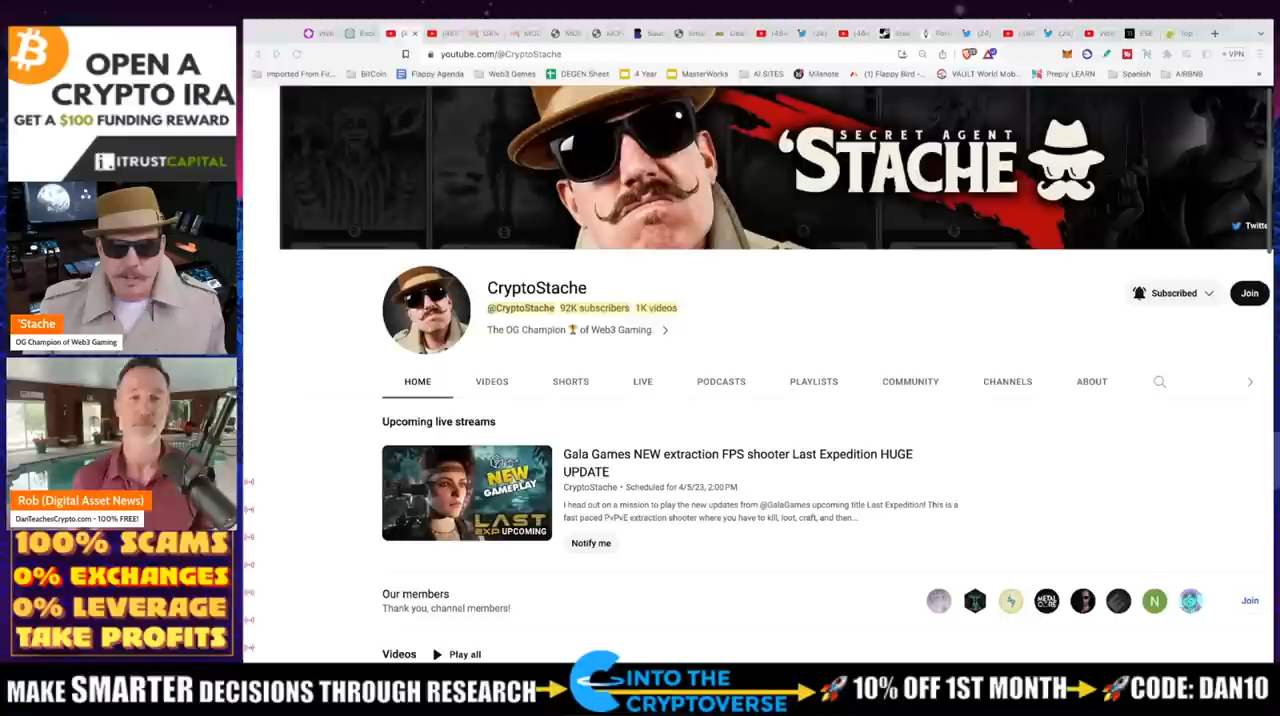 OPEN A
CRYPTO IRA
GET A $100 FUNDING REWARD
ITRUSTCAPITAL
'Stache
OG Champion of Web3 Gaming
Rob (Digital Asset News)
DanTeachesCrypto.com - 100% FREE!
100% SCAMS
0% EXCHANGES
0% LEVERAGE
TAKE PROFITS
youtube.com/@CryptoStache
VPN
Imported From Fir...
BitCoin
Flappy Agenda
Web3 Games
DEGEN Sheet
4 Year
MasterWorks
AI SITES
Milenote
(Flappy Bird -...
VAULT World Mob...
Preply LEARN
Spanish
AIRBNB
SECRET AGENT
'STACHE
Twitte
CryptoStache
@CryptoStache 92K subscribers 1K videos
The OG Champion 🏆 of Web3 Gaming.
Subscribed
Join
HOME VIDEOS SHORTS LIVE PODCASTS PLAYLISTS COMMUNITY CHANNELS ABOUT
Upcoming live streams
NEW
GAMEPLAY
LAST
EXP
UPCOMING
Gala Games NEW extraction FPS shooter Last Expedition HUGE
UPDATE
CryptoStache • Scheduled for 4/5/23, 2:00 PM
I head out on a mission to play the new updates from @GalaGames upcoming title Last Expedition! This is a
fast paced PvPvE extraction shooter where you have to kill, loot, craft, and then...
Notify me
Our members
Thank you, channel members!
METAL
CORE
N
Join
Videos Play all
MAKE SMARTER DECISIONS THROUGH RESEARCH
INTO THE
CRYPTOVERSE
🚀 10% OFF 1ST MONTH
🚀CODE: DAN10